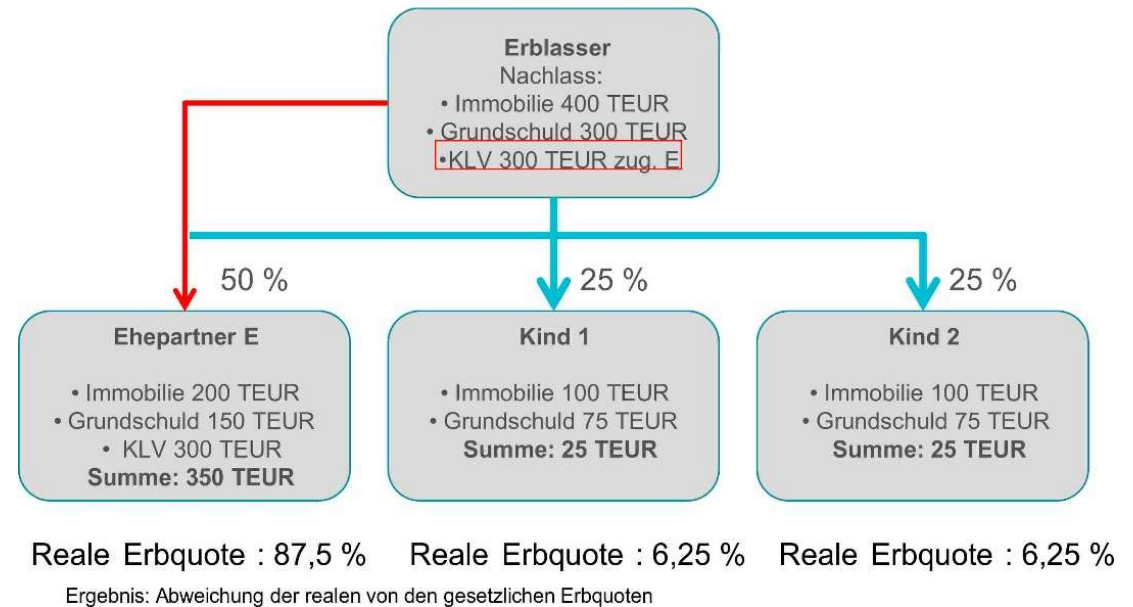 Erblasser
Nachlass:
• Immobilie 400 TEUR
• Grundschuld 300 TEUR
•KLV 300 TEUR zug. E
50 %
25 %
25 %
Ehepartner E
• Immobilie 200 TEUR
• Grundschuld 150 TEUR
• KLV 300 TEUR
Summe: 350 TEUR
Kind 1
• Immobilie 100 TEUR
• Grundschuld 75 TEUR
Summe: 25 TEUR
Kind 2
• Immobilie 100 TEUR
• Grundschuld 75 TEUR
Summe: 25 TEUR
Reale Erbquote : 87,5 %
Reale Erbquote : 6,25 %
Reale Erbquote : 6,25 %
Ergebnis: Abweichung der realen von den gesetzlichen Erbquoten